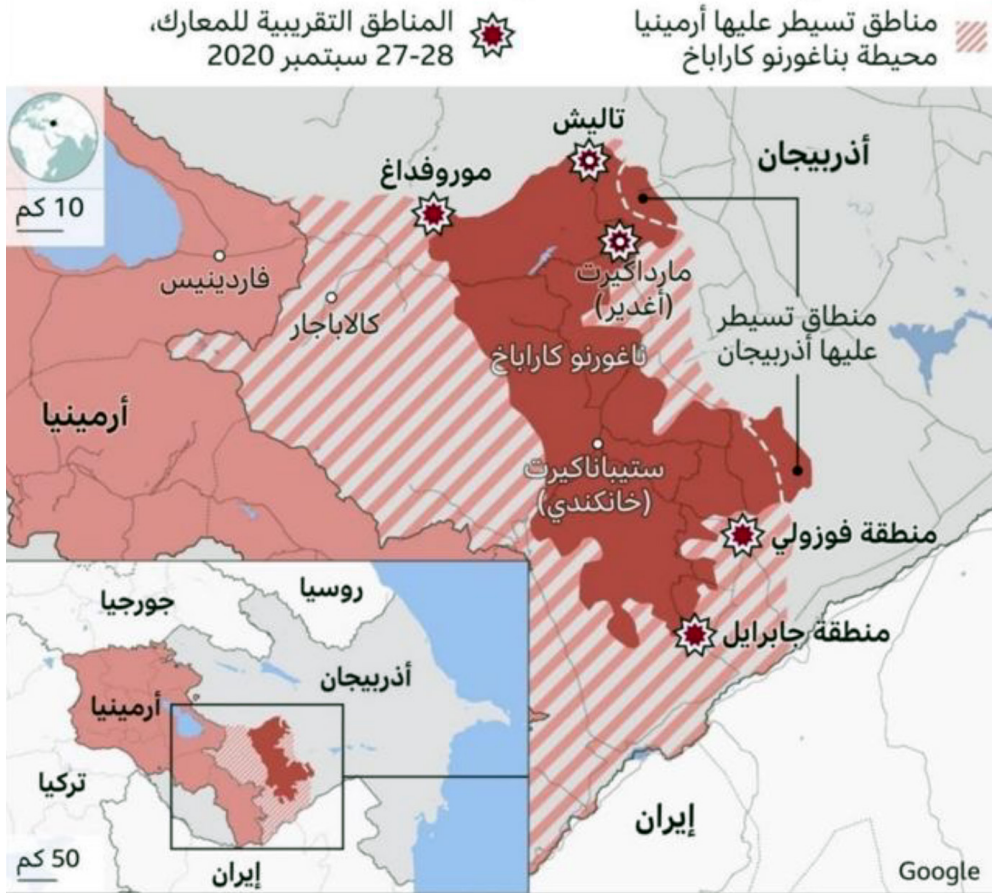 مناطق تسيطر عليها أرمينيا
محيطة بناغورنو كاراباخ
المناطق التقريبية للمعارك،
27-28 سبتمبر 2020
10 كم
تاليش
أذربيجان
موروفداغ
مارداكيرت
(أغدير)
فاردينيس
كالاباجار
منطاق تسيطر
عليها أذربيجان
ناغورنو كاراباخ
أرمينيا
ستيباناكيرت
(خانكندي)
منطقة فوزولي
منطقة جابرايل
إيران
Google
روسيا
جورجيا
أذربيجان
أرمينيا
تركيا
إيران
50 كم